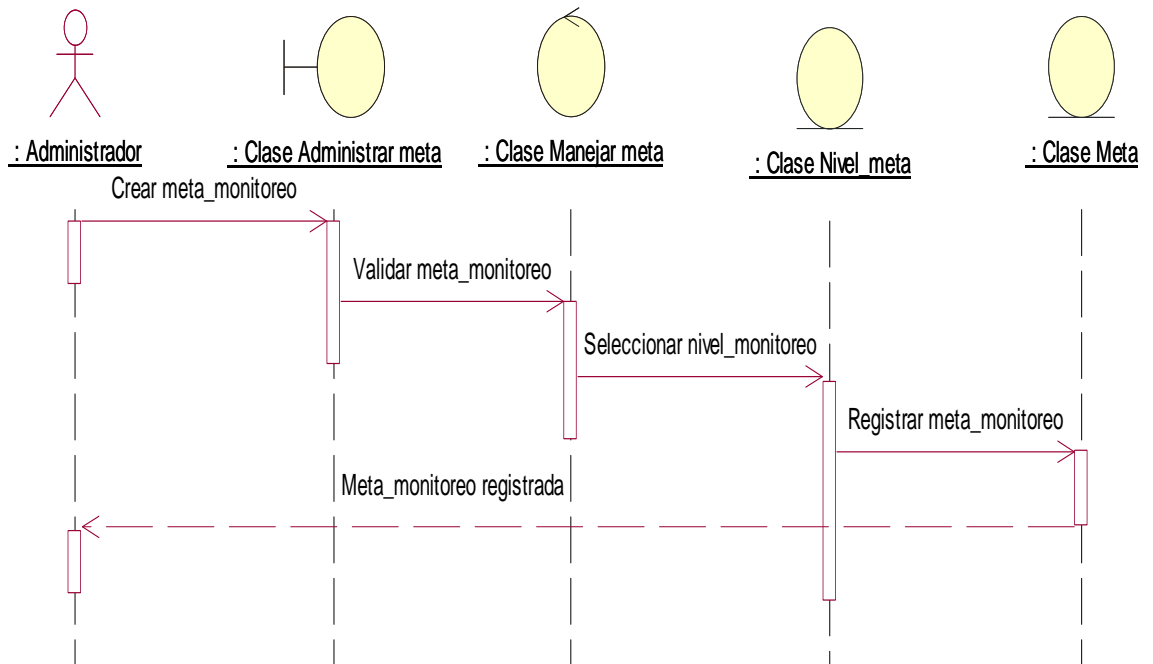 : Administrador
: Clase Administrar meta
: Clase Manejar meta
: Clase Nivel_meta
: Clase Meta
Crear meta_monitoreo
Validar meta_monitoreo
Seleccionar nivel_monitoreo
Registrar meta_monitoreo
Meta_monitoreo registrada